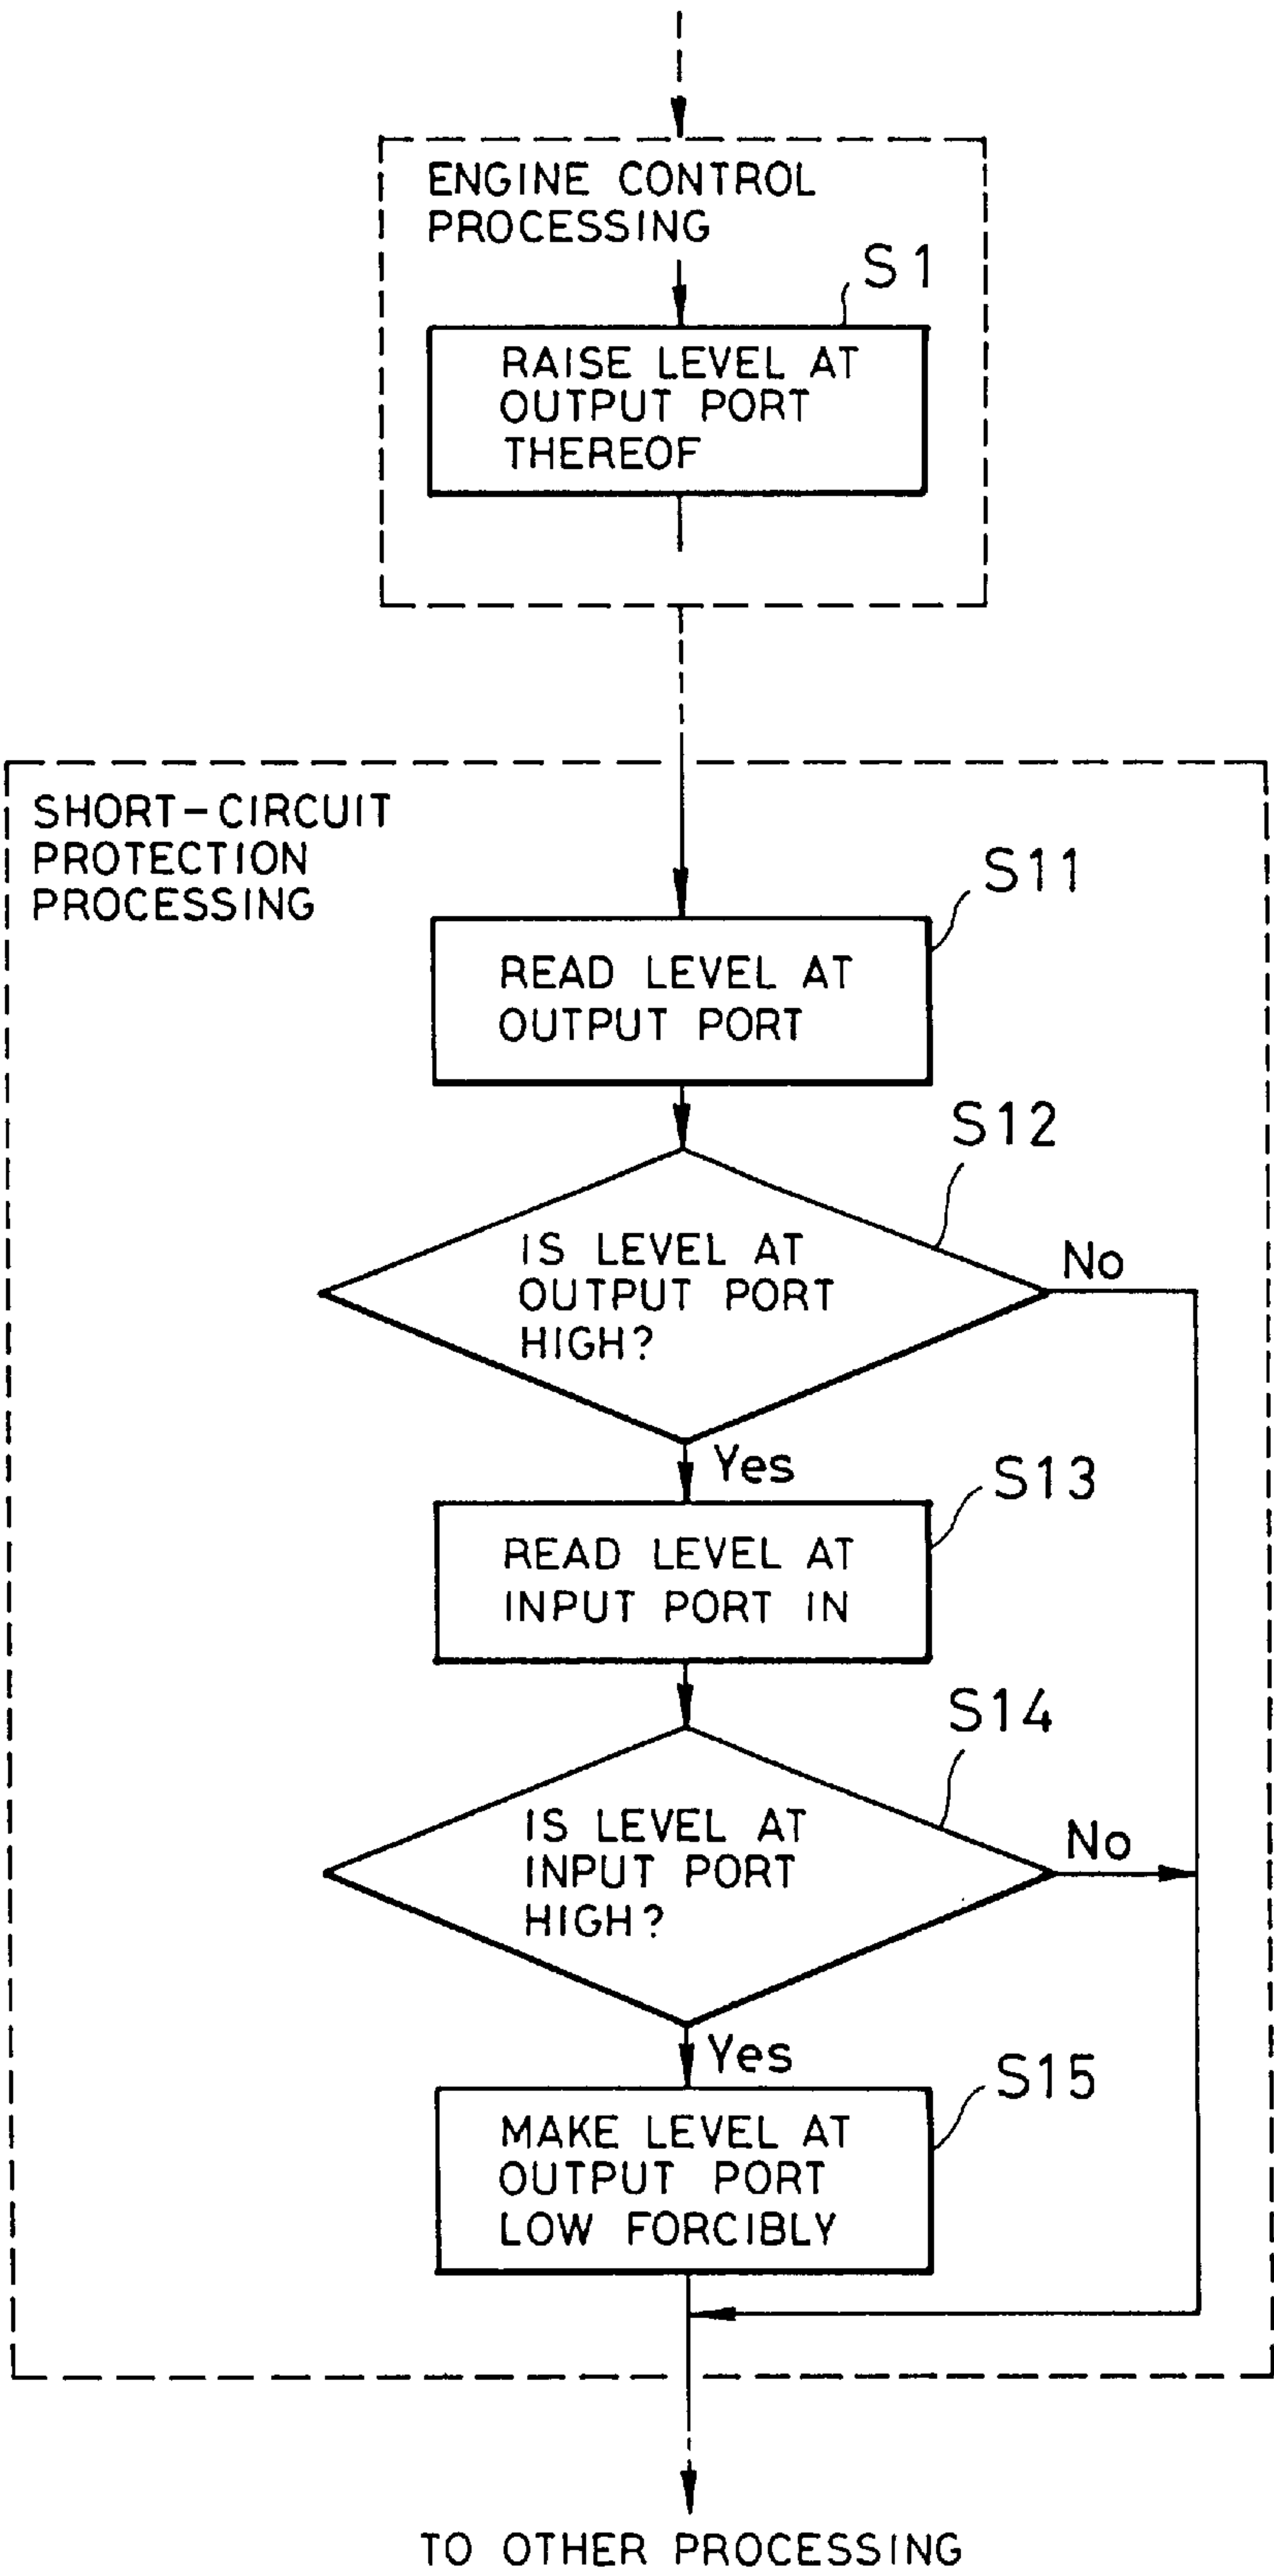 ENGINE CONTROL
PROCESSING
S1
RAISE LEVEL AT
OUTPUT PORT
THEREOF
SHORT-CIRCUIT
PROTECTION
PROCESSING
S11
READ LEVEL AT
OUTPUT PORT
S12
IS LEVEL AT
OUTPUT PORT
HIGH?
No
Yes
S13
READ LEVEL AT
INPUT PORT IN
S14
IS LEVEL AT
INPUT PORT
HIGH?
No
Yes
S15
MAKE LEVEL AT
OUTPUT PORT
LOW FORCIBLY
TO OTHER PROCESSING